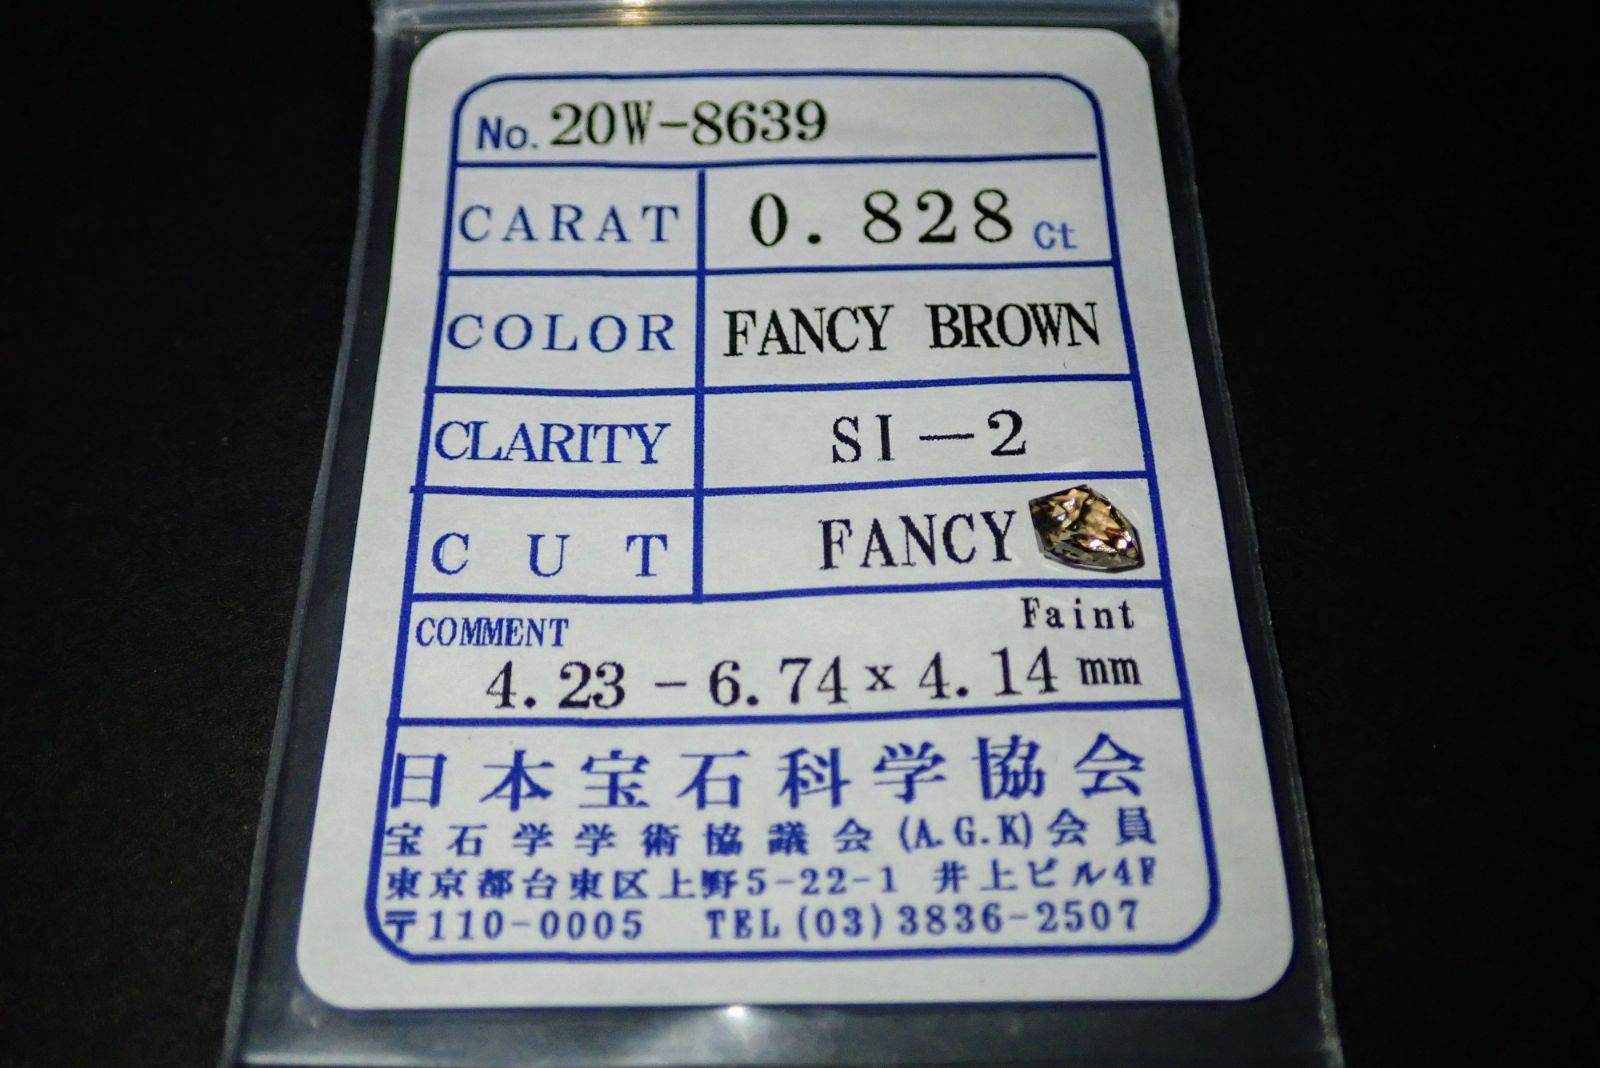 No. 20W-8639
CARAT 0.828 Ct
COLOR FANCY BROWN
CLARITY SI-2
CUT FANCY
COMMENT Faint
4.23 - 6.74 x 4.14 mm
日本宝石科学協会
宝石学学術協議会(A.G.K)会員
東京都台東区上野5-22-1 井上ビル4F
〒110-0005 TEL(03)3836-2507